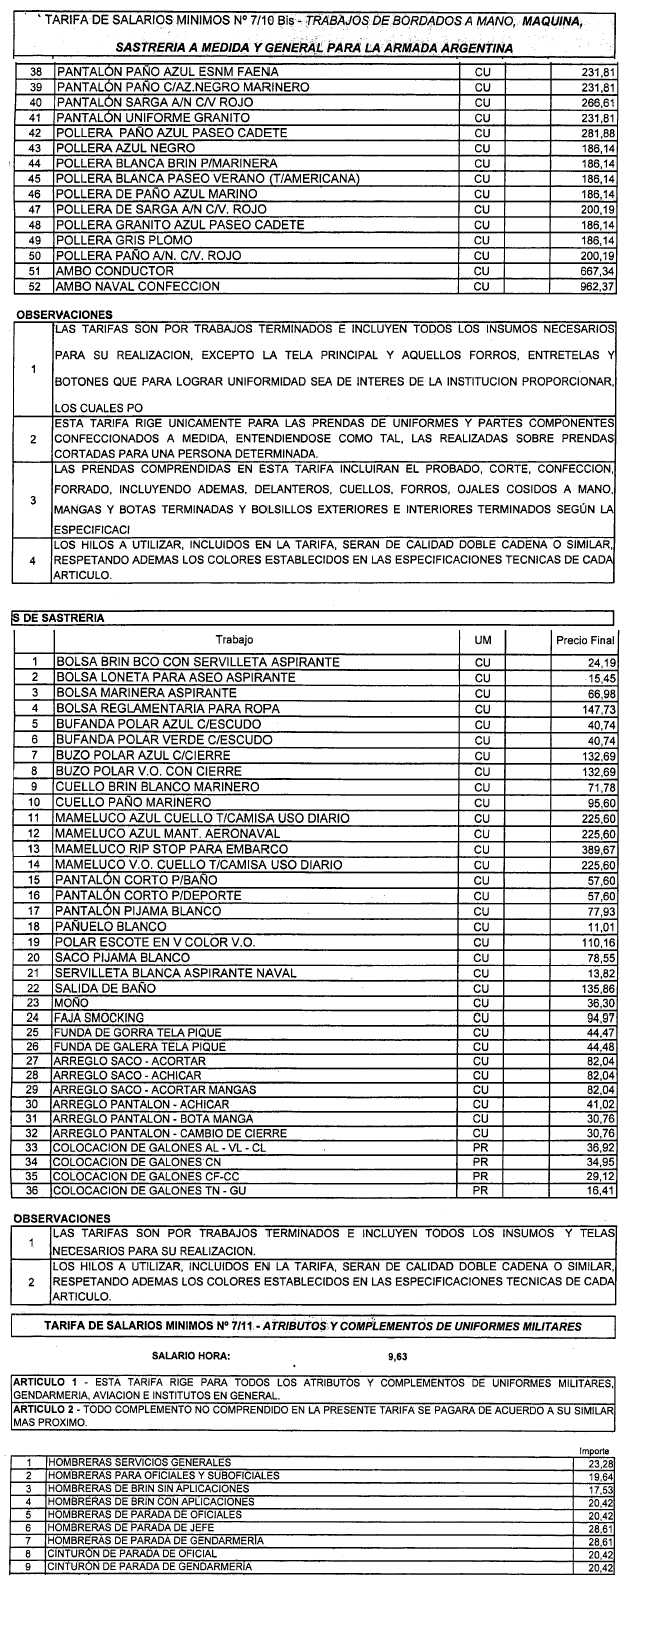 TARIFA DE SALARIOS MINIMOS Nº 7/10 Bis - TRABAJOS DE BORDADOS A MANO, MAQUINA,
SASTRERIA A MEDIDA Y GENERAL PARA LA ARMADA ARGENTINA
38 PANTALÓN PAÑO AZUL ESNM FAENA CU 231,81
39 PANTALÓN PAÑO C/AZ.NEGRO MARINERO CU 231,81
40 PANTALÓN SARGA A/N C/V ROJO CU 266,61
41 PANTALÓN UNIFORME GRANITO CU 231,81
42 POLLERA PAÑO AZUL PASEO CADETE CU 281,88
43 POLLERA AZUL NEGRO CU 186,14
44 POLLERA BLANCA BRIN P/MARINERA CU 186,14
45 POLLERA BLANCA PASEO VERANO (T/AMERICANA) CU 186,14
46 POLLERA DE PAÑO AZUL MARINO CU 186,14
47 POLLERA DE SARGA A/N C/V. ROJO CU 200,19
48 POLLERA GRANITO AZUL PASEO CADETE CU 186,14
49 POLLERA GRIS PLOMO CU 186,14
50 POLLERA PAÑO A/N. C/V. ROJO CU 200,19
51 AMBO CONDUCTOR CU 667,34
52 AMBO NAVAL CONFECCION CU 962,37
OBSERVACIONES
1 LAS TARIFAS SON POR TRABAJOS TERMINADOS E INCLUYEN TODOS LOS INSUMOS NECESARIOS
PARA SU REALIZACION, EXCEPTO LA TELA PRINCIPAL Y AQUELLOS FORROS, ENTRETELAS Y
BOTONES QUE PARA LOGRAR UNIFORMIDAD SEA DE INTERES DE LA INSTITUCION PROPORCIONAR,
LOS CUALES PO
2 ESTA TARIFA RIGE UNICAMENTE PARA LAS PRENDAS DE UNIFORMES Y PARTES COMPONENTES
CONFECCIONADOS A MEDIDA, ENTENDIENDOSE COMO TAL, LAS REALIZADAS SOBRE PRENDAS
CORTADAS PARA UNA PERSONA DETERMINADA.
3 LAS PRENDAS COMPRENDIDAS EN ESTA TARIFA INCLUIRAN EL PROBADO, CORTE, CONFECCION,
FORRADO, INCLUYENDO ADEMAS, DELANTEROS, CUELLOS, FORROS, OJALES COSIDOS A MANO,
MANGAS Y BOTAS TERMINADAS Y BOLSILLOS EXTERIORES E INTERIORES TERMINADOS SEGÚN LA
ESPECIFICACI
4 LOS HILOS A UTILIZAR, INCLUIDOS EN LA TARIFA, SERAN DE CALIDAD DOBLE CADENA O SIMILAR,
RESPETANDO ADEMAS LOS COLORES ESTABLECIDOS EN LAS ESPECIFICACIONES TECNICAS DE CADA
ARTICULO.
S DE SASTRERIA
Trabajo UM Precio Final
1 BOLSA BRIN BCO CON SERVILLETA ASPIRANTE CU 24,19
2 BOLSA LONETA PARA ASEO ASPIRANTE CU 15,45
3 BOLSA MARINERA ASPIRANTE CU 66,98
4 BOLSA REGLAMENTARIA PARA ROPA CU 147,73
5 BUFANDA POLAR AZUL C/ESCUDO CU 40,74
6 BUFANDA POLAR VERDE C/ESCUDO CU 40,74
7 BUZO POLAR AZUL C/CIERRE CU 132,69
8 BUZO POLAR V.O. CON CIERRE CU 132,69
9 CUELLO BRIN BLANCO MARINERO CU 71,78
10 CUELLO PAÑO MARINERO CU 95,60
11 MAMELUCO AZUL CUELLO T/CAMISA USO DIARIO CU 225,60
12 MAMELUCO AZUL MANT. AERONAVAL CU 225,60
13 MAMELUCO RIP STOP PARA EMBARCO CU 389,67
14 MAMELUCO V.O. CUELLO T/CAMISA USO DIARIO CU 225,60
15 PANTALÓN CORTO P/BAÑO CU 57,60
16 PANTALÓN CORTO P/DEPORTE CU 57,60
17 PANTALÓN PIJAMA BLANCO CU 77,93
18 PAÑUELO BLANCO CU 11,01
19 POLAR ESCOTE EN V COLOR V.O. CU 110,16
20 SACO PIJAMA BLANCO CU 78,55
21 SERVILLETA BLANCA ASPIRANTE NAVAL CU 13,82
22 SALIDA DE BAÑO CU 135,86
23 MOÑO CU 36,30
24 FAJA SMOCKING CU 94,97
25 FUNDA DE GORRA TELA PIQUE CU 44,47
26 FUNDA DE GALERA TELA PIQUE CU 44,48
27 ARREGLO SACO - ACORTAR CU 82,04
28 ARREGLO SACO - ACHICAR CU 82,04
29 ARREGLO SACO - ACORTAR MANGAS CU 82,04
30 ARREGLO PANTALON - ACHICAR CU 41,02
31 ARREGLO PANTALON - BOTA MANGA CU 30,76
32 ARREGLO PANTALON - CAMBIO DE CIERRE CU 30,76
33 COLOCACION DE GALONES AL - VL - CL PR 36,92
34 COLOCACION DE GALONES CN PR 34,95
35 COLOCACION DE GALONES CF-CC PR 29,12
36 COLOCACION DE GALONES TN - GU PR 16,41
OBSERVACIONES
1 LAS TARIFAS SON POR TRABAJOS TERMINADOS E INCLUYEN TODOS LOS INSUMOS Y TELAS
NECESARIOS PARA SU REALIZACION.
2 LOS HILOS A UTILIZAR, INCLUIDOS EN LA TARIFA, SERAN DE CALIDAD DOBLE CADENA O SIMILAR,
RESPETANDO ADEMAS LOS COLORES ESTABLECIDOS EN LAS ESPECIFICACIONES TECNICAS DE CADA
ARTICULO.
TARIFA DE SALARIOS MINIMOS Nº 7/11 - ATRIBUTOS Y COMPLEMENTOS DE UNIFORMES MILITARES
SALARIO HORA: 9,63
ARTICULO 1 - ESTA TARIFA RIGE PARA TODOS LOS ATRIBUTOS Y COMPLEMENTOS DE UNIFORMES MILITARES,
GENDARMERIA, AVIACION E INSTITUTOS EN GENERAL.
ARTICULO 2 - TODO COMPLEMENTO NO COMPRENDIDO EN LA PRESENTE TARIFA SE PAGARA DE ACUERDO A SU SIMILAR
MAS PROXIMO.
Importe
1 HOMBRERAS SERVICIOS GENERALES 23,28
2 HOMBRERAS PARA OFICIALES Y SUBOFICIALES 19,64
3 HOMBRERAS DE BRIN SIN APLICACIONES 17,53
4 HOMBRERAS DE BRIN CON APLICACIONES 20,42
5 HOMBRERAS DE PARADA DE OFICIALES 20,42
6 HOMBRERAS DE PARADA DE JEFE 28,61
7 HOMBRERAS DE PARADA DE GENDARMERÍA 28,61
8 CINTURÓN DE PARADA DE OFICIAL 20,42
9 CINTURÓN DE PARADA DE GENDARMERÍA 20,42